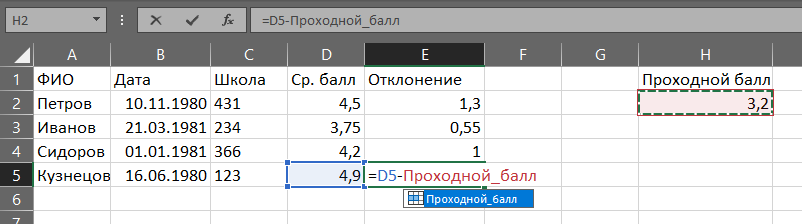 H2 =D5-Проходной_балл
A B C D E F G H
1 ФИО Дата Школа Ср. балл Отклонение Проходной балл
2 Петров 10.11.1980 431 4,5 1,3 3,2
3 Иванов 21.03.1981 234 3,75 0,55
4 Сидоров 01.01.1981 366 4,2 1
5 Кузнецов 16.06.1980 123 4,9 =D5-Проходной_балл
6 Проходной_балл
7